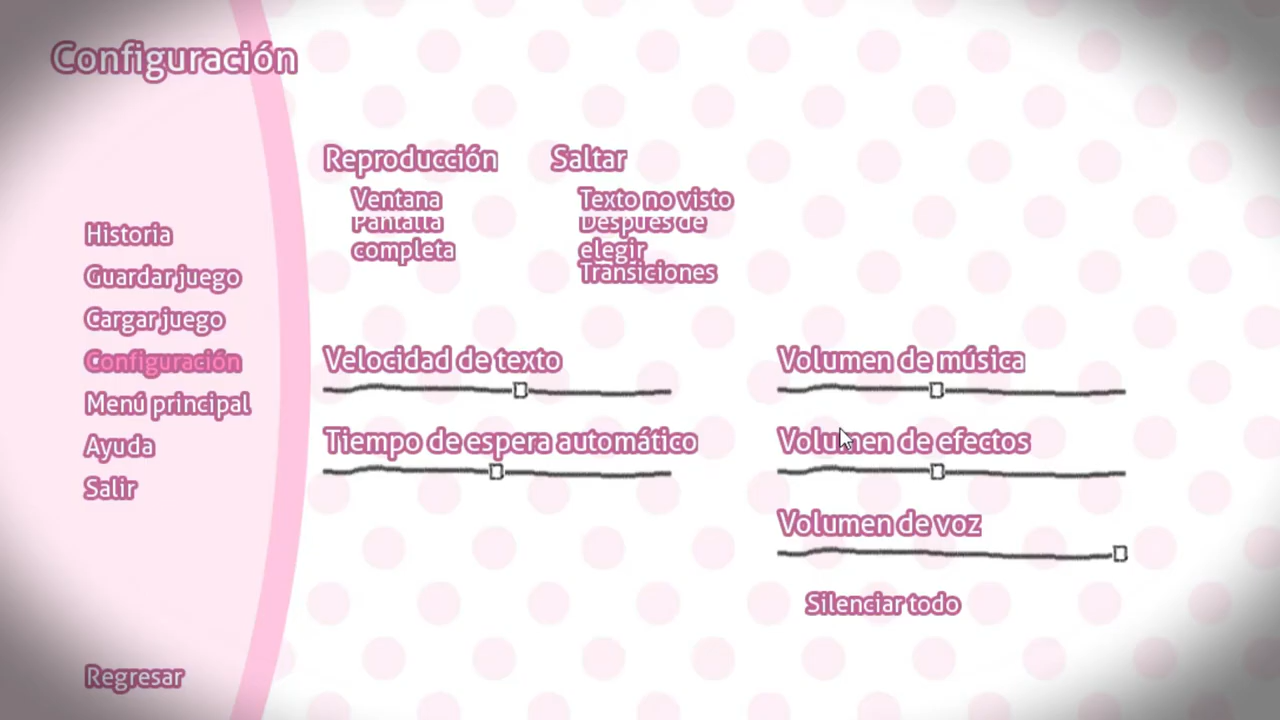 Configuración
Historia
Guardar juego
Cargar juego
Configuración
Menú principal
Ayuda
Salir
Regresar
Reproducción
Ventana
Pantalla
completa
Saltar
Texto no visto
Después de
elegir
Transiciones
Velocidad de texto
Tiempo de espera automático
Volumen de música
Volumen de efectos
Volumen de voz
Silenciar todo